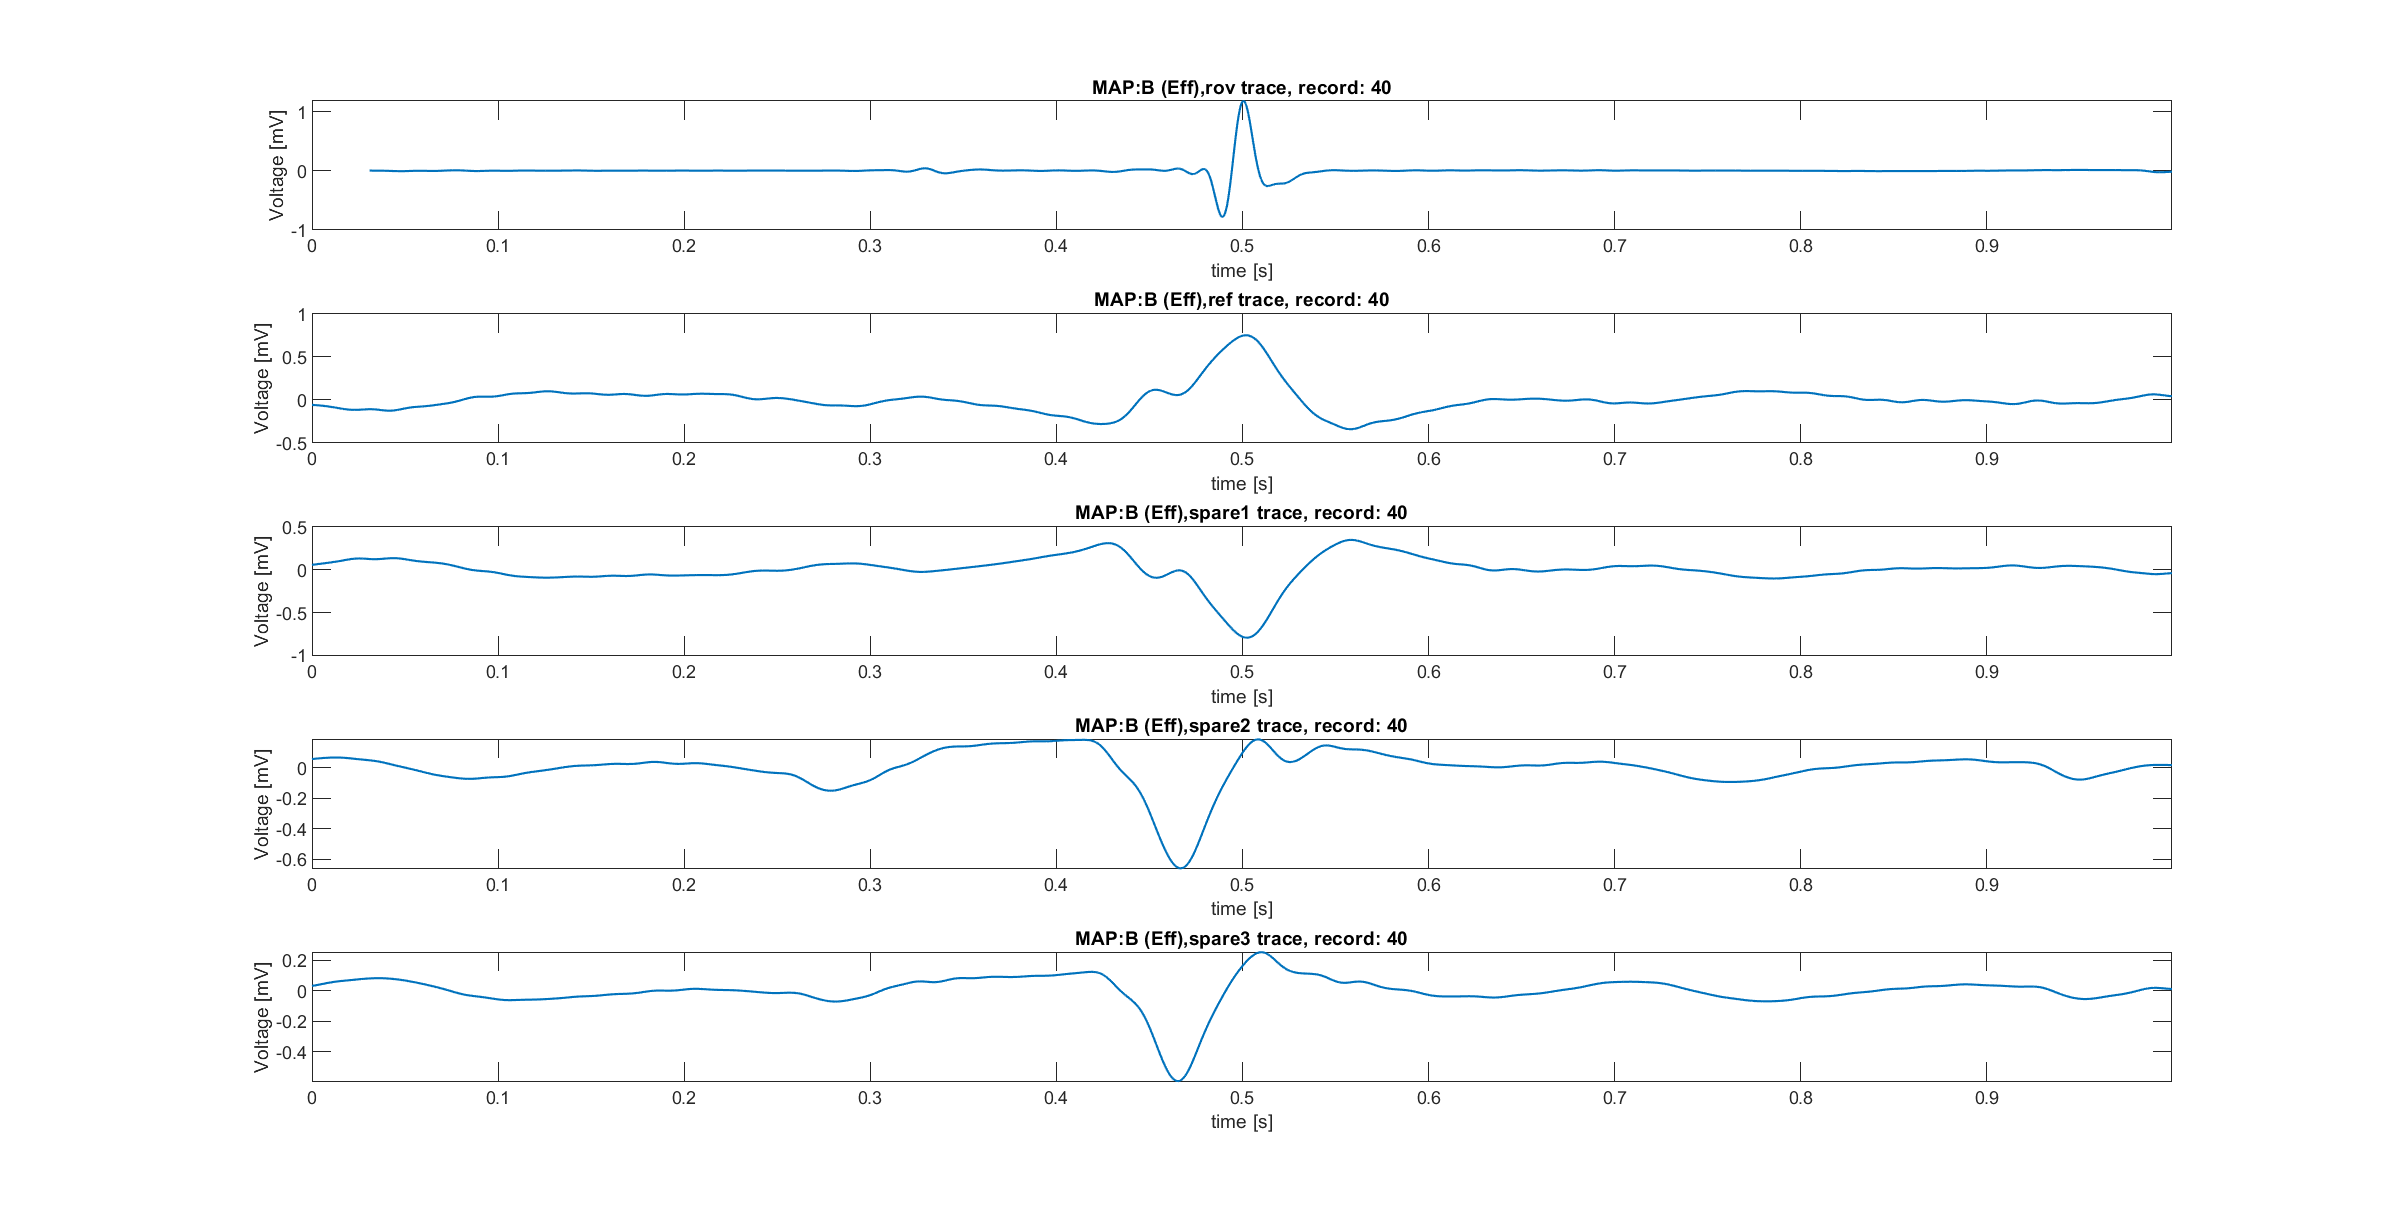 MAP:B (Eff),rov trace, record: 40
Voltage [mV]
1
0
-1
0 0.1 0.2 0.3 0.4 0.5 0.6 0.7 0.8 0.9
time [s]
MAP:B (Eff),ref trace, record: 40
Voltage [mV]
1
0.5
0
-0.5
0 0.1 0.2 0.3 0.4 0.5 0.6 0.7 0.8 0.9
time [s]
MAP:B (Eff),spare1 trace, record: 40
Voltage [mV]
0.5
0
-0.5
-1
0 0.1 0.2 0.3 0.4 0.5 0.6 0.7 0.8 0.9
time [s]
MAP:B (Eff),spare2 trace, record: 40
Voltage [mV]
0
-0.2
-0.4
-0.6
0 0.1 0.2 0.3 0.4 0.5 0.6 0.7 0.8 0.9
time [s]
MAP:B (Eff),spare3 trace, record: 40
Voltage [mV]
0.2
0
-0.2
-0.4
0 0.1 0.2 0.3 0.4 0.5 0.6 0.7 0.8 0.9
time [s]